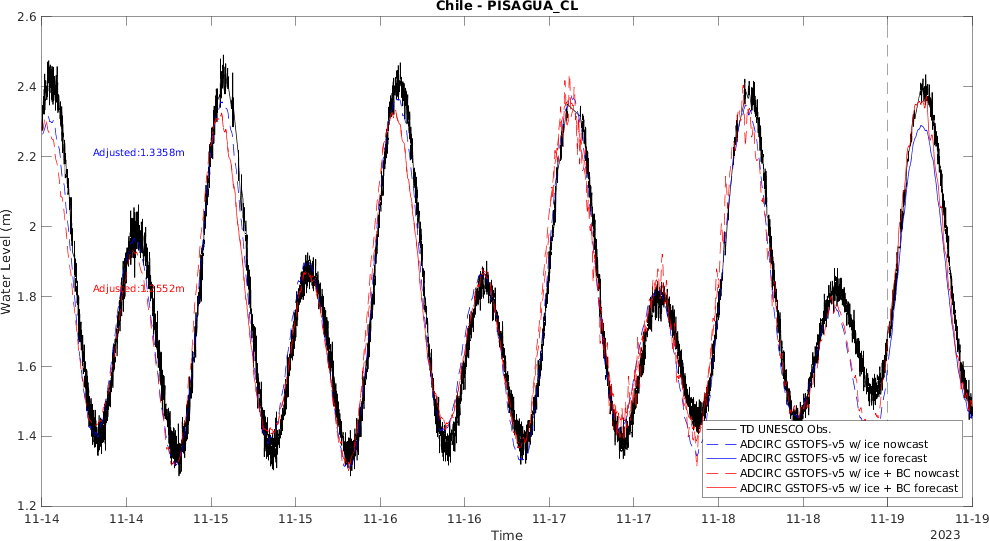 Chile - PISAGUA_CL
2.6
2.4
2.2
2
1.8
1.6
1.4
1.2
Water Level (m)
Adjusted:1.3358m
TD UNESCO Obs.
ADCIRC GSTOFS-v5 w/ ice nowcast
ADCIRC GSTOFS-v5 w/ ice forecast
ADCIRC GSTOFS-v5 w/ ice + BC nowcast
ADCIRC GSTOFS-v5 w/ ice + BC forecast
11-14 11-14 11-15 11-15 11-16 11-16 11-17 11-17 11-18 11-18 11-19 11-19
Time
2023